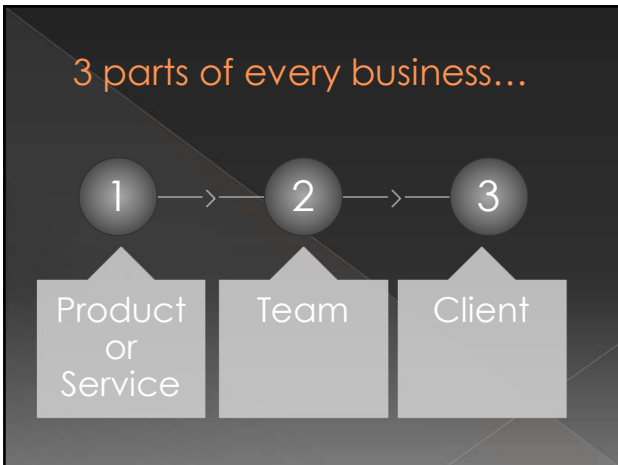 3 parts of every business…
1
2
3
Product
or
Service
Team
Client